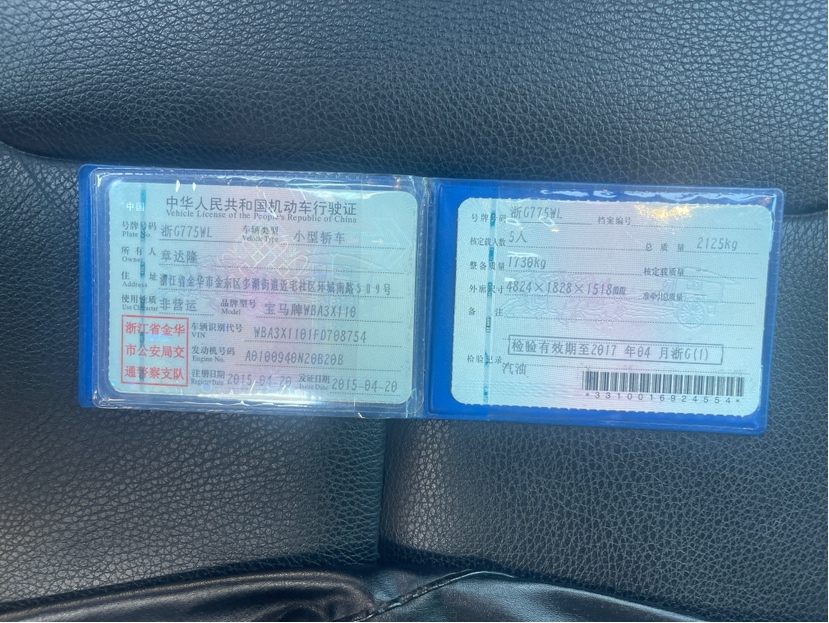 中国
中华人民共和国机动车行驶证
Vehicle License of the People's Republic of China
号牌号码 浙G775WL 车辆类型 小型轿车
Plate No. Vehicle Type
所有人 章达隆
Owner
住址 浙江省金华市金东区多湖街道近宅社区环城南路509号
Address
使用性质 非营运 品牌型号 宝马牌WBA3X110
Use Character Model
浙江省金华
市公安局交
通警察支队
车辆识别代号 WBA3X1101FD708754
VIN
发动机号码 A0100940N20B20B
Engine No.
注册日期 2015-04-20 发证日期 2015-04-20
Register Date Issue Date
号牌号码 浙G775WL 档案编号
核定载人数 5人 总质量 2125kg
整备质量 1730kg 核定载质量
外廓尺寸 4824×1828×1518mm 准牵引总质量
备注
检验有效期至2017年04月浙G(1)
检验记录
汽油
*3310016924554*